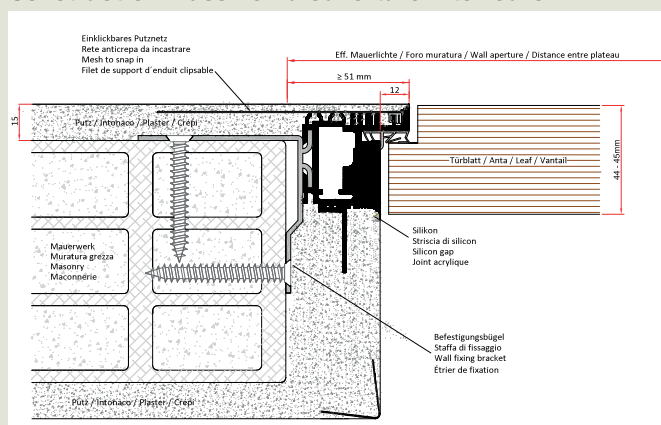 Einklickbares Putznetz
Rete anticrepa da incastrare
Mesh to snap in
Filet de support d´enduit clipsable
Eff. Mauerlichte / Foro muratura / Wall aperture / Distance entre plateau
≥ 51 mm
12
15
Putz / Intonaco / Plaster / Crépi
Türblatt / Anta / Leaf / Vantail
44 - 45mm
Mauerwerk
Muratura grezza
Masonry
Maconnerie
Silikon
Striscia di silicon
Silicon gap
Joint acrylique
Befestigungsbügel
Staffa di fissaggio
Wall fixing bracket
Étrier de fixation
Putz / Intonaco / Plaster / Crépi